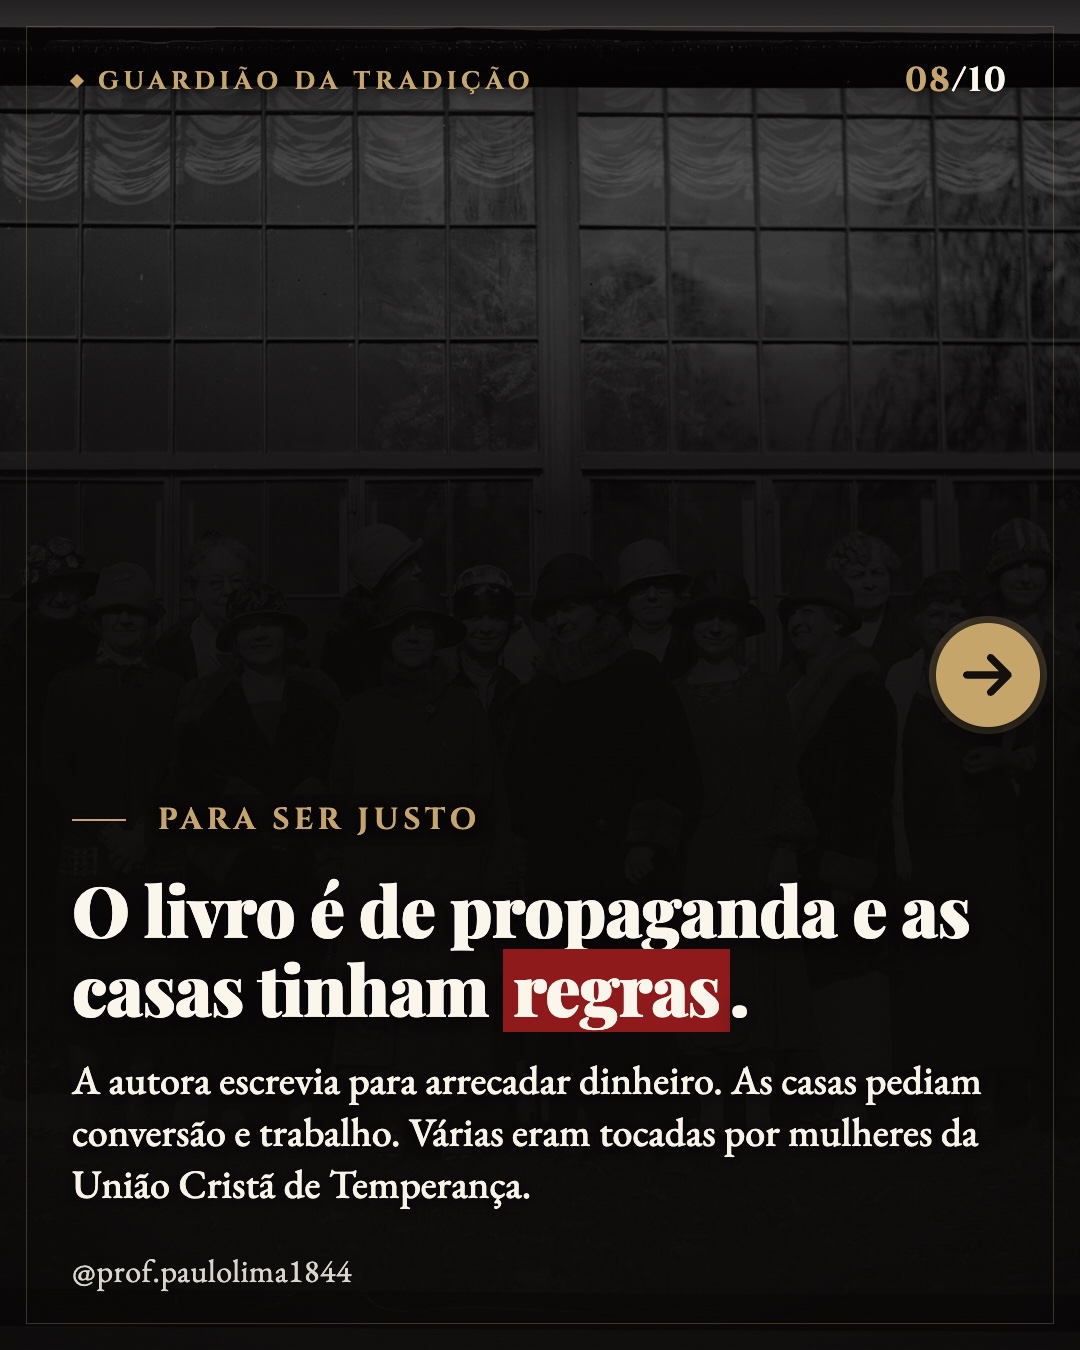 GUARDIÃO DA TRADIÇÃO
08/10
PARA SER JUSTO
O livro é de propaganda e as
casas tinham regras.
A autora escrevia para arrecadar dinheiro. As casas pediam
conversão e trabalho. Várias eram tocadas por mulheres da
União Cristã de Temperança.
@prof.paulolima1844